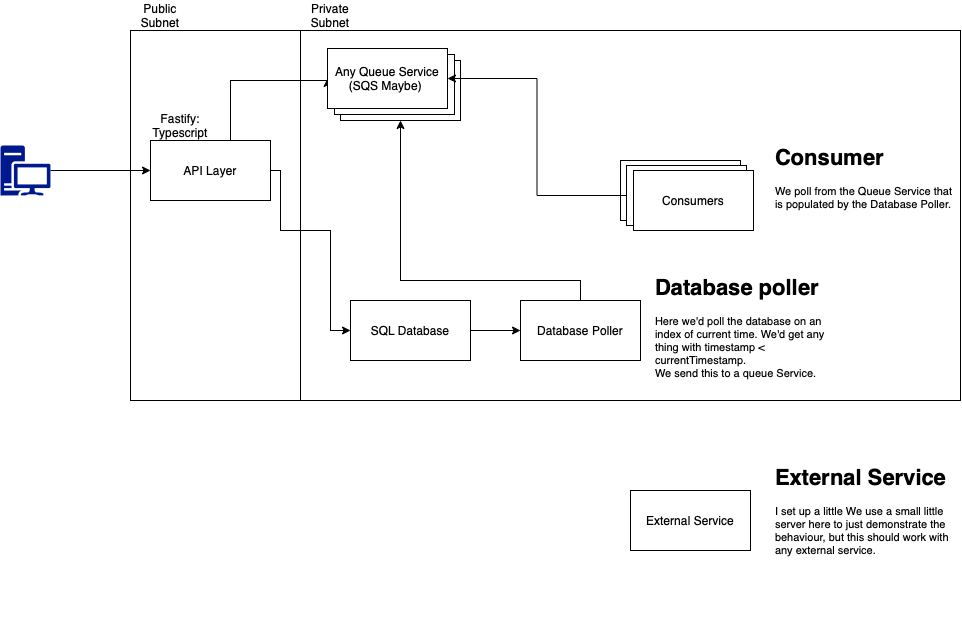 Public
Subnet
Private
Subnet
Any Queue Service
(SQS Maybe)
Fastify:
Typescript
API Layer
Consumers
Consumer
We poll from the Queue Service that
is populated by the Database Poller.
SQL Database
Database Poller
Database poller
Here we'd poll the database on an
index of current time. We'd get any
thing with timestamp <
currentTimestamp.
We send this to a queue Service.
External Service
External Service
I set up a little We use a small little
server here to just demonstrate the
behaviour, but this should work with
any external service.